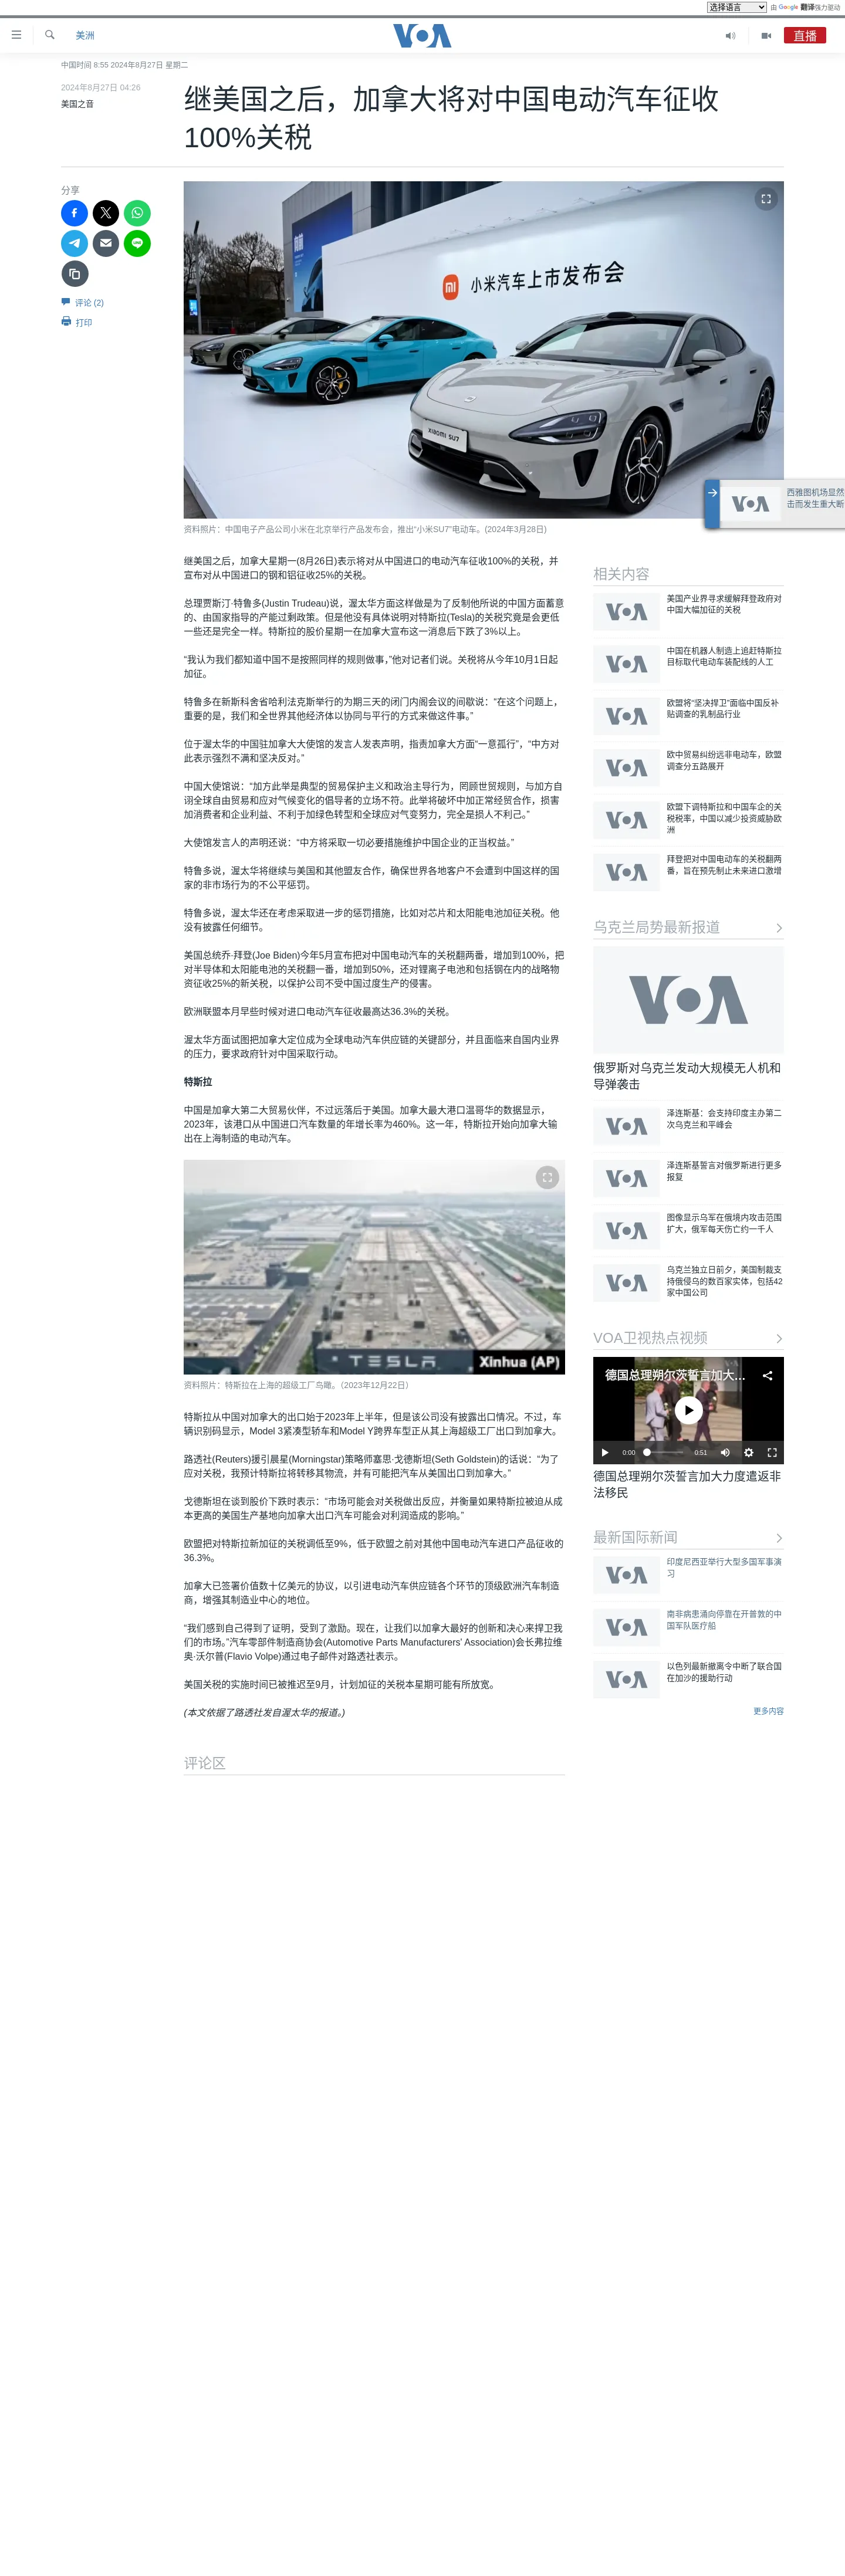 选择语言
由 Google 翻译强力驱动
美洲
VOA
直播
中国时间 8:55 2024年8月27日 星期二
2024年8月27日 04:26
美国之音
继美国之后，加拿大将对中国电动汽车征收
100%关税
分享
评论 (2)
打印
小米汽车上市发布会
XIAOMI SU7
资料照片：中国电子产品公司小米在北京举行产品发布会，推出“小米SU7”电动车。(2024年3月28日)
VOA
西雅图机场显然
击而发生重大断
继美国之后，加拿大星期一(8月26日)表示将对从中国进口的电动汽车征收100%的关税，并
宣布对从中国进口的钢和铝征收25%的关税。
总理贾斯汀·特鲁多(Justin Trudeau)说，渥太华方面这样做是为了反制他所说的中国方面蓄意
的、由国家指导的产能过剩政策。但是他没有具体说明对特斯拉(Tesla)的关税究竟是会更低
一些还是完全一样。特斯拉的股价星期一在加拿大宣布这一消息后下跌了3%以上。
“我认为我们都知道中国不是按照同样的规则做事，”他对记者们说。关税将从今年10月1日起
加征。
特鲁多在新斯科舍省哈利法克斯举行的为期三天的闭门内阁会议的间歇说：“在这个问题上，
重要的是，我们和全世界其他经济体以协同与平行的方式来做这件事。”
位于渥太华的中国驻加拿大大使馆的发言人发表声明，指责加拿大方面“一意孤行”，“中方对
此表示强烈不满和坚决反对。”
中国大使馆说：“加方此举是典型的贸易保护主义和政治主导行为，罔顾世贸规则，与加方自
诩全球自由贸易和应对气候变化的倡导者的立场不符。此举将破坏中加正常经贸合作，损害
加消费者和企业利益、不利于加绿色转型和全球应对气变努力，完全是损人不利己。”
大使馆发言人的声明还说：“中方将采取一切必要措施维护中国企业的正当权益。”
特鲁多说，渥太华将继续与美国和其他盟友合作，确保世界各地客户不会遭到中国这样的国
家的非市场行为的不公平惩罚。
特鲁多说，渥太华还在考虑采取进一步的惩罚措施，比如对芯片和太阳能电池加征关税。他
没有披露任何细节。
美国总统乔·拜登(Joe Biden)今年5月宣布把对中国电动汽车的关税翻两番，增加到100%，把
对半导体和太阳能电池的关税翻一番，增加到50%，还对锂离子电池和包括钢在内的战略物
资征收25%的新关税，以保护公司不受中国过度生产的侵害。
欧洲联盟本月早些时候对进口电动汽车征收最高达36.3%的关税。
渥太华方面试图把加拿大定位成为全球电动汽车供应链的关键部分，并且面临来自国内业界
的压力，要求政府针对中国采取行动。
特斯拉
中国是加拿大第二大贸易伙伴，不过远落后于美国。加拿大最大港口温哥华的数据显示，
2023年，该港口从中国进口汽车数量的年增长率为460%。这一年，特斯拉开始向加拿大输
出在上海制造的电动汽车。
TESLA
Xinhua (AP)
资料照片：特斯拉在上海的超级工厂鸟瞰。（2023年12月22日）
特斯拉从中国对加拿大的出口始于2023年上半年，但是该公司没有披露出口情况。不过，车
辆识别码显示，Model 3紧凑型轿车和Model Y跨界车型正从其上海超级工厂出口到加拿大。
路透社(Reuters)援引晨星(Morningstar)策略师塞思·戈德斯坦(Seth Goldstein)的话说：“为了
应对关税，我预计特斯拉将转移其物流，并有可能把汽车从美国出口到加拿大。”
戈德斯坦在谈到股价下跌时表示：“市场可能会对关税做出反应，并衡量如果特斯拉被迫从成
本更高的美国生产基地向加拿大出口汽车可能会对利润造成的影响。”
欧盟把对特斯拉新加征的关税调低至9%，低于欧盟之前对其他中国电动汽车进口产品征收的
36.3%。
加拿大已签署价值数十亿美元的协议，以引进电动汽车供应链各个环节的顶级欧洲汽车制造
商，增强其制造业中心的地位。
“我们感到自己得到了证明，受到了激励。现在，让我们以加拿大最好的创新和决心来捍卫我
们的市场。”汽车零部件制造商协会(Automotive Parts Manufacturers' Association)会长弗拉维
奥·沃尔普(Flavio Volpe)通过电子邮件对路透社表示。
美国关税的实施时间已被推迟至9月，计划加征的关税本星期可能有所放宽。
(本文依据了路透社发自渥太华的报道。)
评论区
相关内容
VOA
美国产业界寻求缓解拜登政府对
中国大幅加征的关税
VOA
中国在机器人制造上追赶特斯拉
目标取代电动车装配线的人工
VOA
欧盟将“坚决捍卫”面临中国反补
贴调查的乳制品行业
VOA
欧中贸易纠纷远非电动车，欧盟
调查分五路展开
VOA
欧盟下调特斯拉和中国车企的关
税税率，中国以减少投资威胁欧
洲
VOA
拜登把对中国电动车的关税翻两
番，旨在预先制止未来进口激增
乌克兰局势最新报道
VOA
俄罗斯对乌克兰发动大规模无人机和
导弹袭击
VOA
泽连斯基：会支持印度主办第二
次乌克兰和平峰会
VOA
泽连斯基誓言对俄罗斯进行更多
报复
VOA
图像显示乌军在俄境内攻击范围
扩大，俄军每天伤亡约一千人
VOA
乌克兰独立日前夕，美国制裁支
持俄侵乌的数百家实体，包括42
家中国公司
VOA卫视热点视频
德国总理朔尔茨誓言加大...
0:00
0:51
德国总理朔尔茨誓言加大力度遣返非
法移民
最新国际新闻
VOA
印度尼西亚举行大型多国军事演
习
VOA
南非病患涌向停靠在开普敦的中
国军队医疗船
VOA
以色列最新撤离令中断了联合国
在加沙的援助行动
更多内容